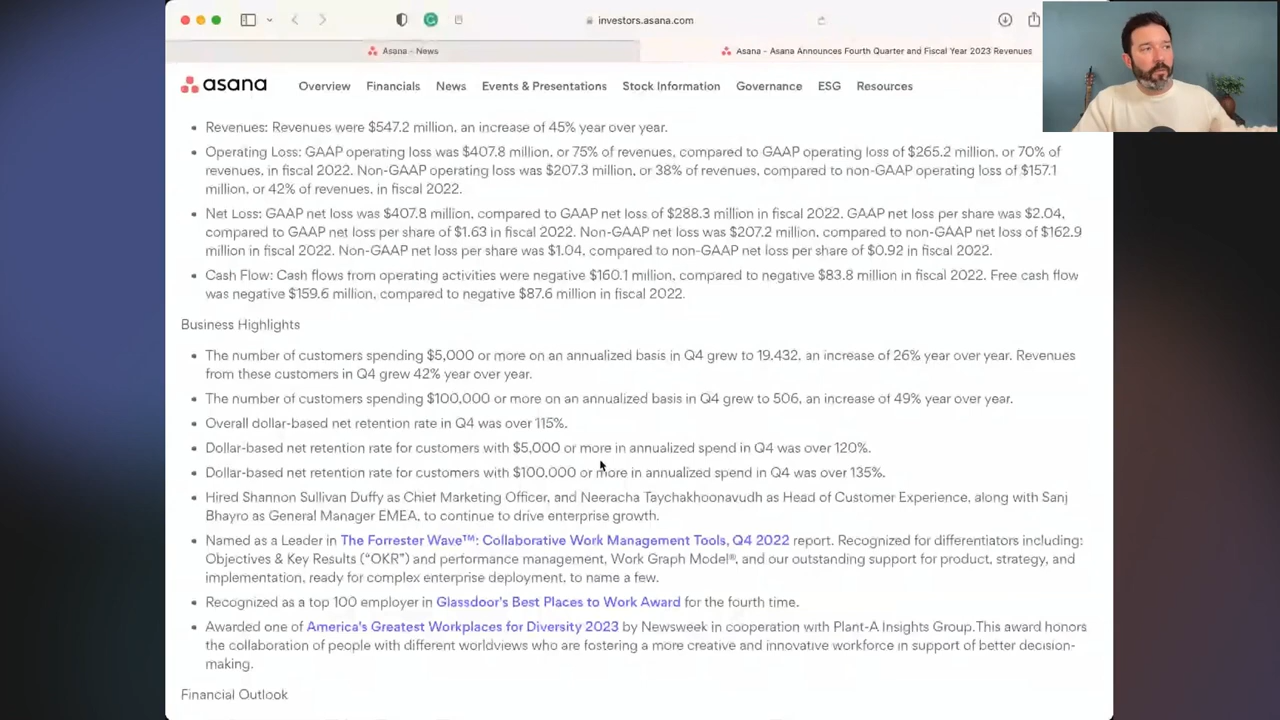 investors.asana.com
Asana - News
Asana - Asana Announces Fourth Quarter and Fiscal Year 2023 Revenues
asana
Overview Financials News Events & Presentations Stock Information Governance ESG Resources
• Revenues: Revenues were $547.2 million, an increase of 45% year over year.
• Operating Loss: GAAP operating loss was $407.8 million, or 75% of revenues, compared to GAAP operating loss of $265.2 million, or 70% of
revenues, in fiscal 2022. Non-GAAP operating loss was $207.3 million, or 38% of revenues, compared to non-GAAP operating loss of $157.1
million, or 42% of revenues, in fiscal 2022.
• Net Loss: GAAP net loss was $407.8 million, compared to GAAP net loss of $288.3 million in fiscal 2022. GAAP net loss per share was $2.04,
compared to GAAP net loss per share of $1.63 in fiscal 2022. Non-GAAP net loss was $207.2 million, compared to non-GAAP net loss of $162.9
million in fiscal 2022. Non-GAAP net loss per share was $1.04, compared to non-GAAP net loss per share of $0.92 in fiscal 2022.
• Cash Flow: Cash flows from operating activities were negative $160.1 million, compared to negative $83.8 million in fiscal 2022. Free cash flow
was negative $159.6 million, compared to negative $87.6 million in fiscal 2022.
Business Highlights
• The number of customers spending $5,000 or more on an annualized basis in Q4 grew to 19,432, an increase of 26% year over year. Revenues
from these customers in Q4 grew 42% year over year.
• The number of customers spending $100,000 or more on an annualized basis in Q4 grew to 506, an increase of 49% year over year.
• Overall dollar-based net retention rate in Q4 was over 115%.
• Dollar-based net retention rate for customers with $5,000 or more in annualized spend in Q4 was over 120%.
• Dollar-based net retention rate for customers with $100,000 or more in annualized spend in Q4 was over 135%.
• Hired Shannon Sullivan Duffy as Chief Marketing Officer, and Neeracha Taychakhoonavudh as Head of Customer Experience, along with Sanj
Bhayro as General Manager EMEA, to continue to drive enterprise growth.
• Named as a Leader in The Forrester Wave™: Collaborative Work Management Tools, Q4 2022 report. Recognized for differentiators including:
Objectives & Key Results (“OKR”) and performance management, Work Graph Model®, and our outstanding support for product, strategy, and
implementation, ready for complex enterprise deployment, to name a few.
• Recognized as a top 100 employer in Glassdoor's Best Places to Work Award for the fourth time.
• Awarded one of America's Greatest Workplaces for Diversity 2023 by Newsweek in cooperation with Plant-A Insights Group.This award honors
the collaboration of people with different worldviews who are fostering a more creative and innovative workforce in support of better decision-
making.
Financial Outlook